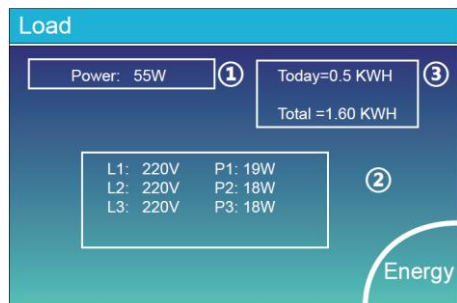 Load
Power: 55W ①
Today=0.5 KWH ③
Total =1.60 KWH
L1: 220V P1: 19W
L2: 220V P2: 18W
L3: 220V P3: 18W
②
Energy